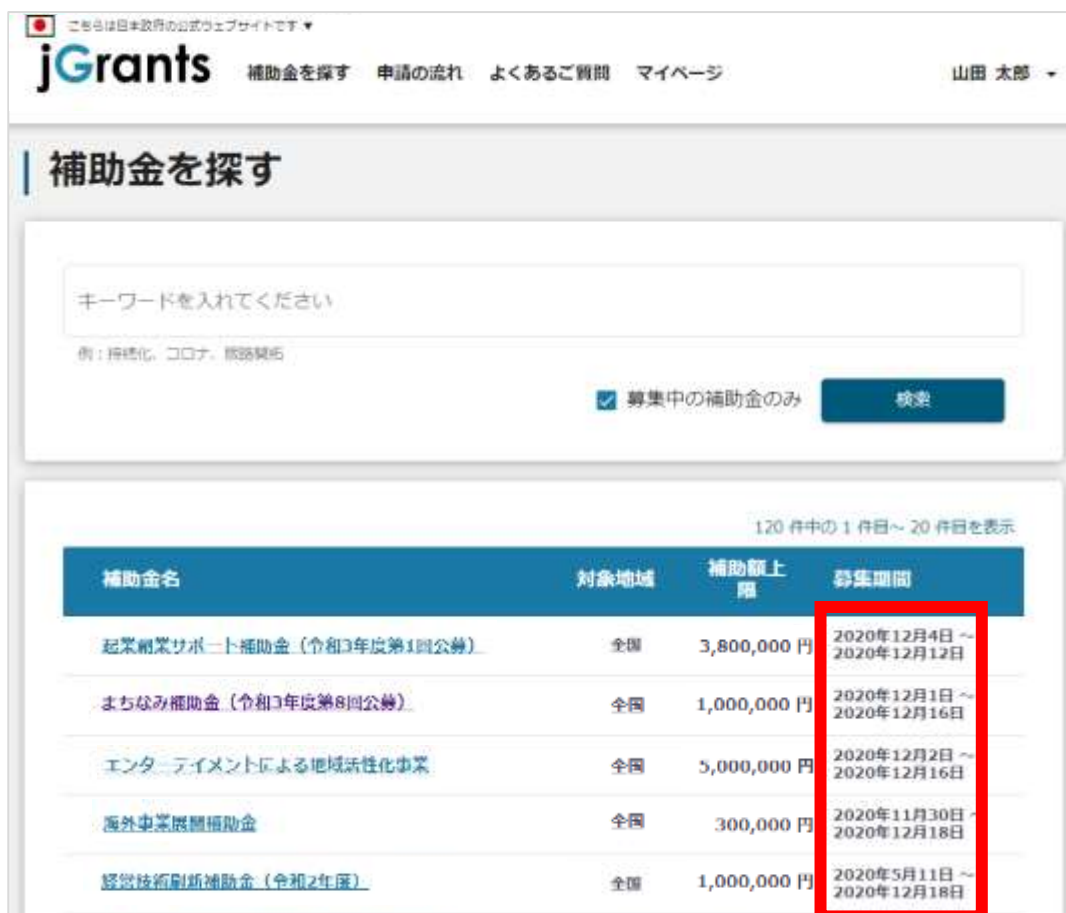 こちらは日本政府の公式ウェブサイトです ▼
jGrants 補助金を探す 申請の流れ よくあるご質問 マイページ 山田 太郎
補助金を探す
キーワードを入れてください
例：持続化、コロナ、販路開拓
募集中の補助金のみ 検索
120 件中の 1 件目～ 20 件目を表示
補助金名 対象地域 補助額上限 募集期間
起業創業サポート補助金（令和3年度第1回公募） 全国 3,800,000 円 2020年12月4日 ～
2020年12月12日
まちなみ補助金（令和3年度第8回公募） 全国 1,000,000 円 2020年12月1日 ～
2020年12月16日
エンターテイメントによる地域活性化事業 全国 5,000,000 円 2020年12月2日 ～
2020年12月16日
海外事業展開補助金 全国 300,000 円 2020年11月30日 ～
2020年12月18日
経営技術刷新補助金（令和2年度） 全国 1,000,000 円 2020年5月11日 ～
2020年12月18日